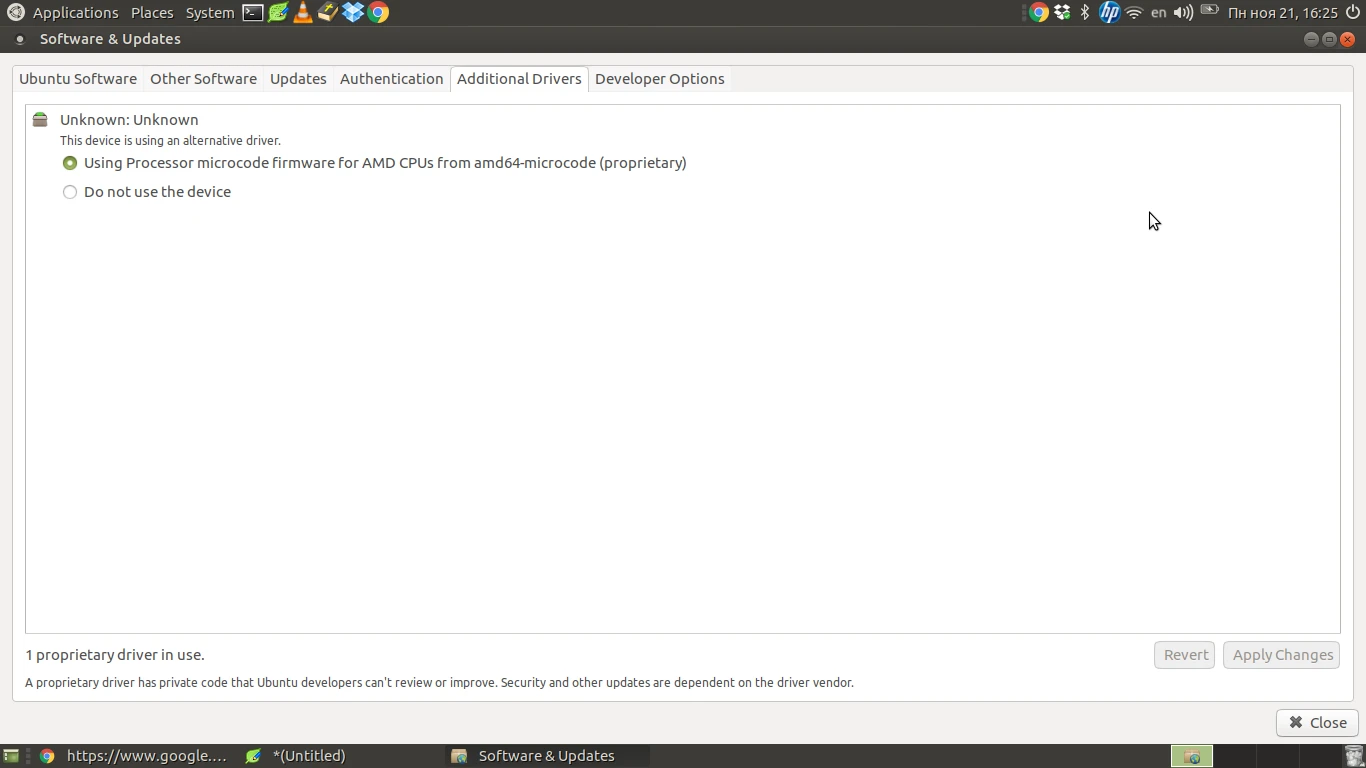 Applications Places System en Пн ноя 21, 16:25
Software & Updates
Ubuntu Software Other Software Updates Authentication Additional Drivers Developer Options
Unknown: Unknown
This device is using an alternative driver.
Using Processor microcode firmware for AMD CPUs from amd64-microcode (proprietary)
Do not use the device
1 proprietary driver in use.
Revert Apply Changes
A proprietary driver has private code that Ubuntu developers can't review or improve. Security and other updates are dependent on the driver vendor.
Close
https://www.google.... *(Untitled) Software & Updates